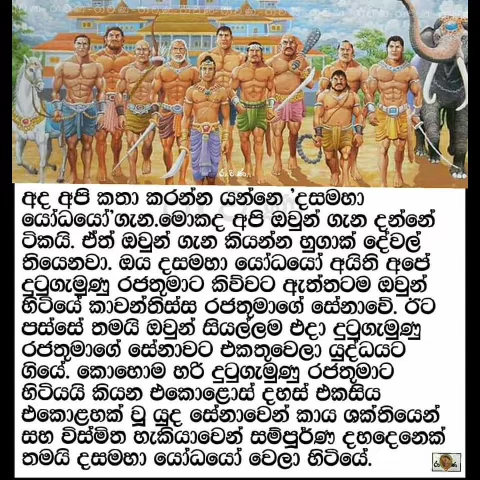 අද අපි කතා කරන්න යන්නෙ 'දසමහා
යෝධයෝ'ගැන.මොකද අපි ඔවුන් ගැන දන්නේ
ටිකයි. ඒත් ඔවුන් ගැන කියන්න හුගාක් දේවල්
තියෙනවා. ඔය දසමහා යෝධයෝ අයිති අපේ
දුටුගැමුණු රජතුමාට කිව්වට ඇත්තටම ඔවුන්
හිටියේ කාවන්තිස්ස රජතුමාගේ සේනාවේ. ඊට
පස්සේ තමයි ඔවුන් සියල්ලම එදා දුටුගැමුණු
රජතුමාගේ සේනාවට එකතුවෙලා යුද්ධයට
ගියේ. කොහොම හරි දුටුගැමුණු රජතුමාට
හිටියයි කියන එකොළොස් දහස් එකසිය
එකොළහක් වූ යුද සේනාවෙන් කාය ශක්තියෙන්
සහ විස්මිත හැකියාවෙන් සම්පූර්ණ දහදෙනෙක්
තමයි දසමහා යෝධයෝ වෙලා හිටියේ.